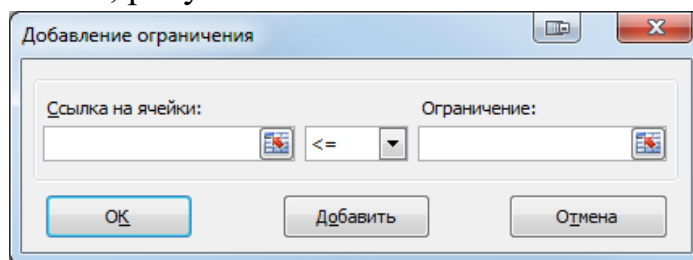 Добавление ограничения
Ссылка на ячейки:
Ограничение:
<=
ОК
Добавить
Отмена